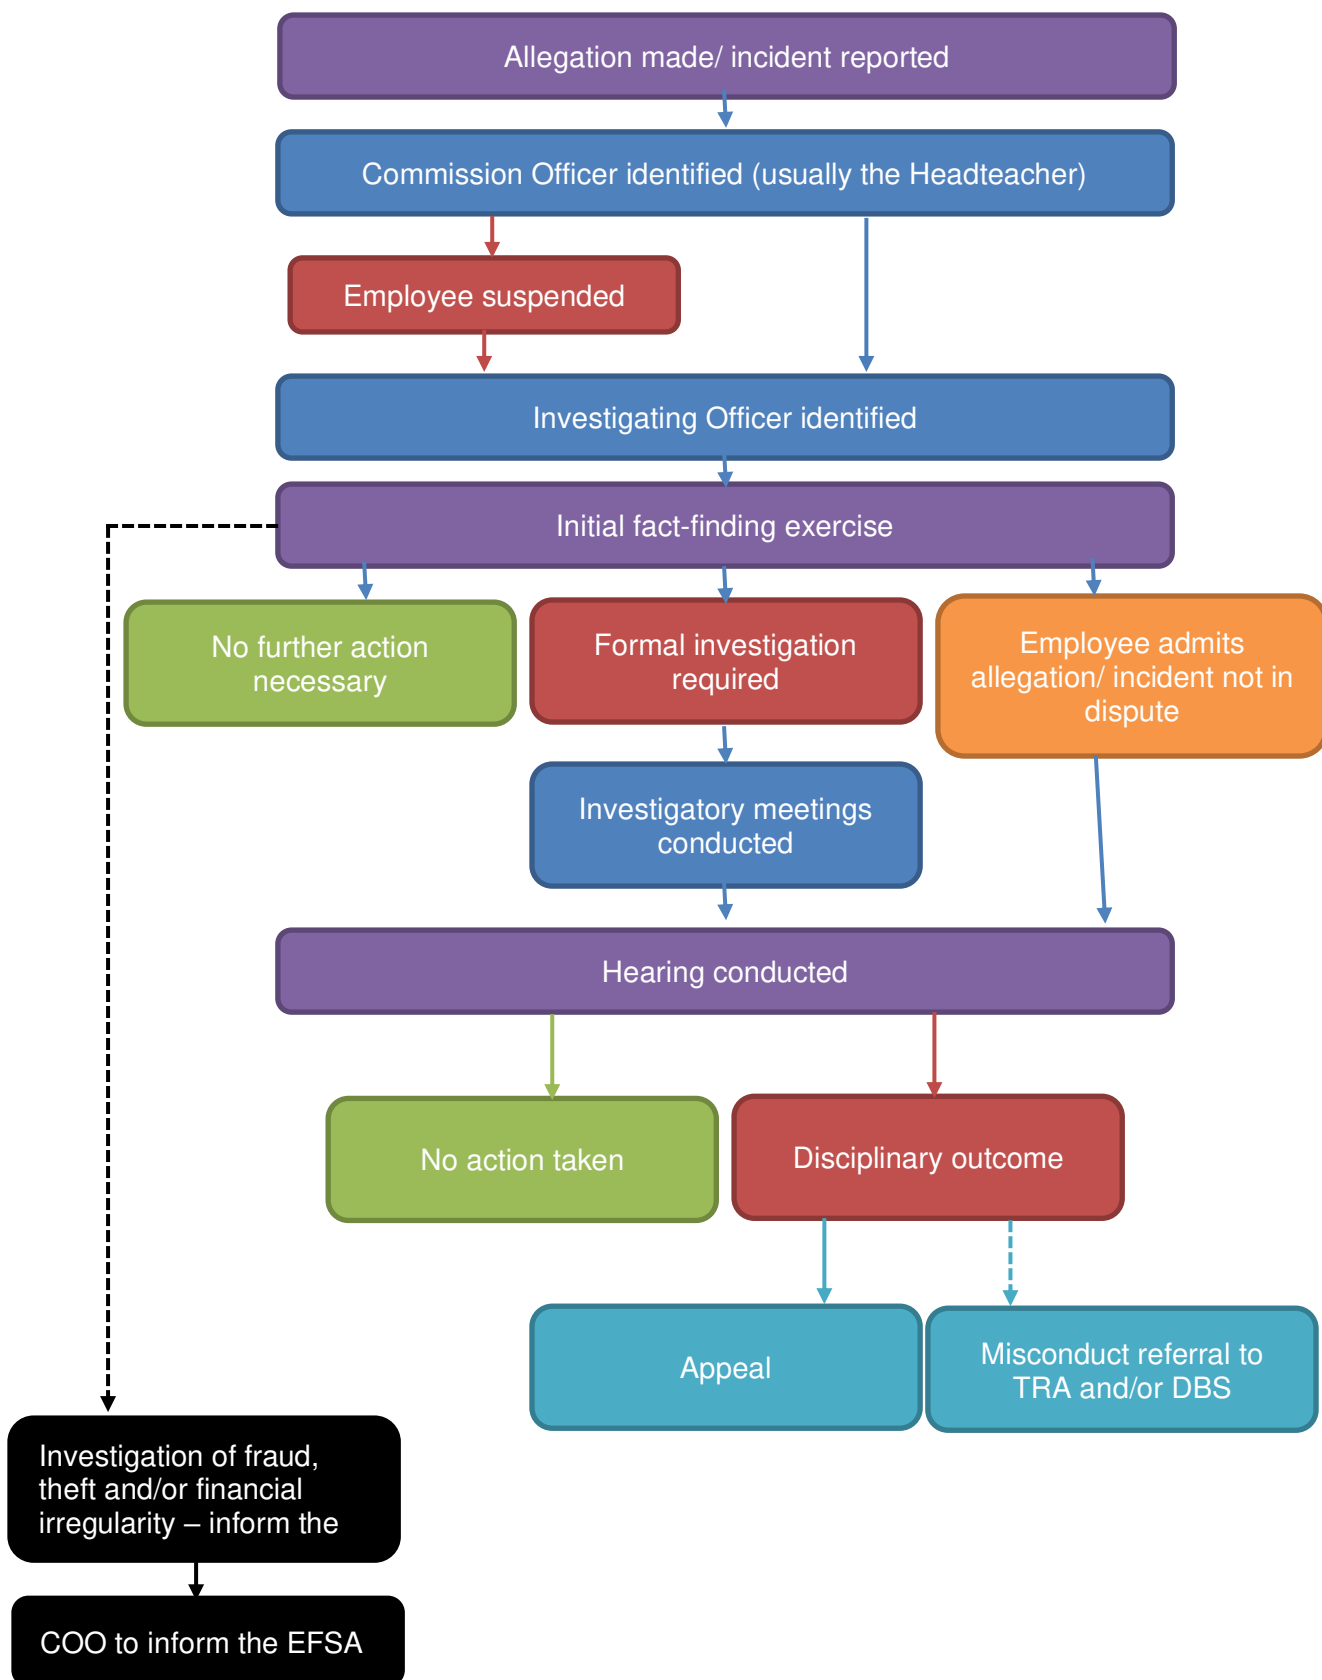 Allegation made/ incident reported
Commission Officer identified (usually the Headteacher)
Employee suspended
Investigating Officer identified
Initial fact-finding exercise
No further action
necessary
Formal investigation
required
Employee admits
allegation/ incident not in
dispute
Investigatory meetings
conducted
Hearing conducted
No action taken
Disciplinary outcome
Appeal
Misconduct referral to
TRA and/or DBS
Investigation of fraud,
theft and/or financial
irregularity – inform the
COO to inform the EFSA